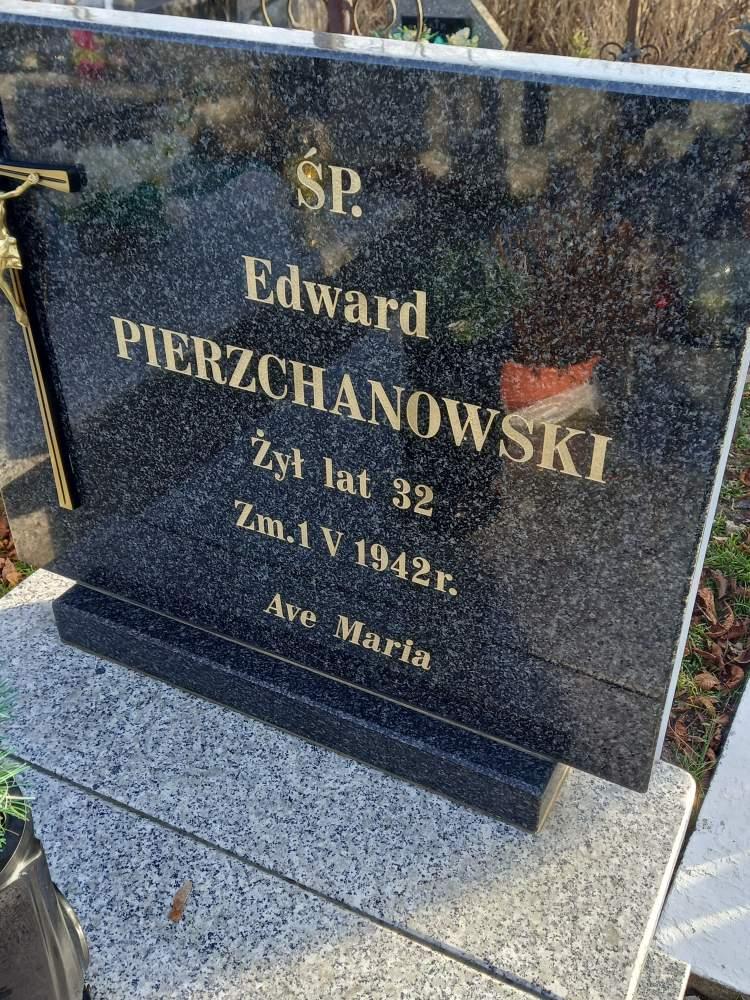 ŚP.
Edward
PIERZCHANOWSKI
Żył lat 32
Zm.1 V 1942r.
Ave Maria